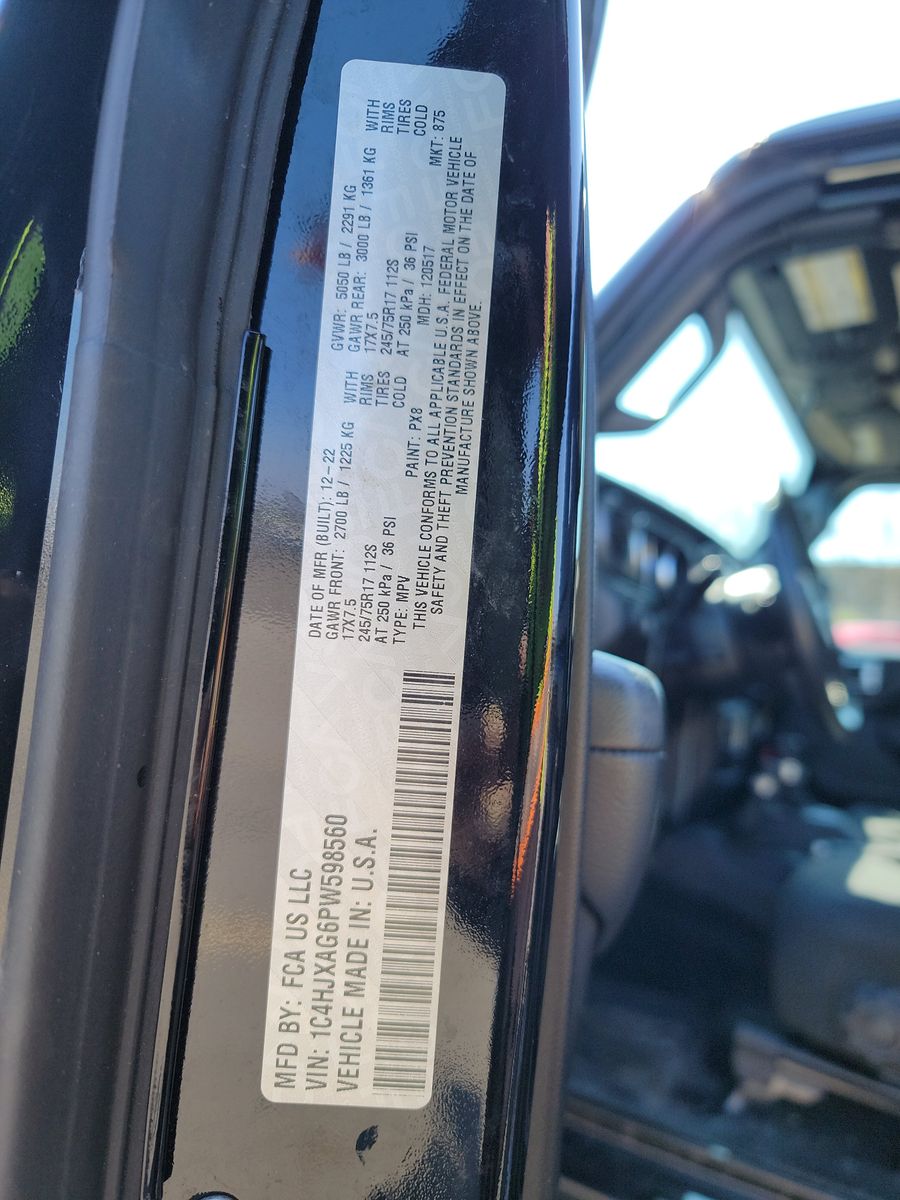 MFD BY: FCA US LLC
VIN: 1C4HJXAG6PW598560
VEHICLE MADE IN: U.S.A.
DATE OF MFR (BUILT): 12-22 GVWR: 5050 LB / 2291 KG
GAWR FRONT: 2700 LB / 1225 KG WITH GAWR REAR: 3000 LB / 1361 KG WITH
17X7.5 RIMS 17X7.5 RIMS
245/75R17 112S TIRES 245/75R17 112S TIRES
AT 250 kPa / 36 PSI COLD AT 250 kPa / 36 PSI COLD
TYPE: MPV PAINT: PX8 MDH: 120517 MKT: 875
THIS VEHICLE CONFORMS TO ALL APPLICABLE U.S.A. FEDERAL MOTOR VEHICLE
SAFETY AND THEFT PREVENTION STANDARDS IN EFFECT ON THE DATE OF
MANUFACTURE SHOWN ABOVE.